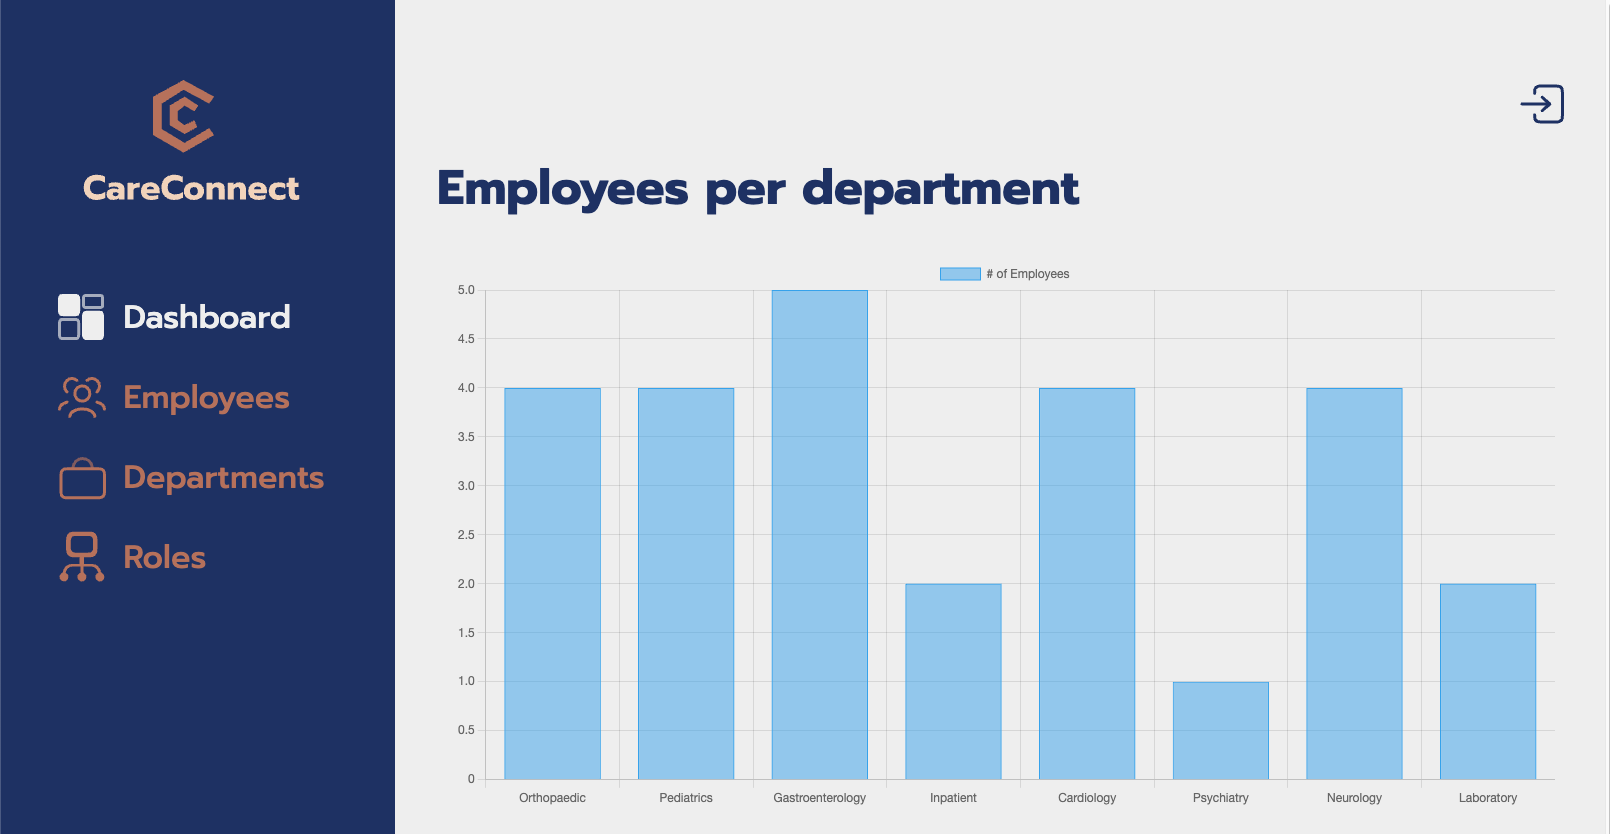 CareConnect
Dashboard
Employees
Departments
Roles
Employees per department
# of Employees
5.0
4.5
4.0
3.5
3.0
2.5
2.0
1.5
1.0
0.5
0
Orthopaedic Pediatrics Gastroenterology Inpatient Cardiology Psychiatry Neurology Laboratory